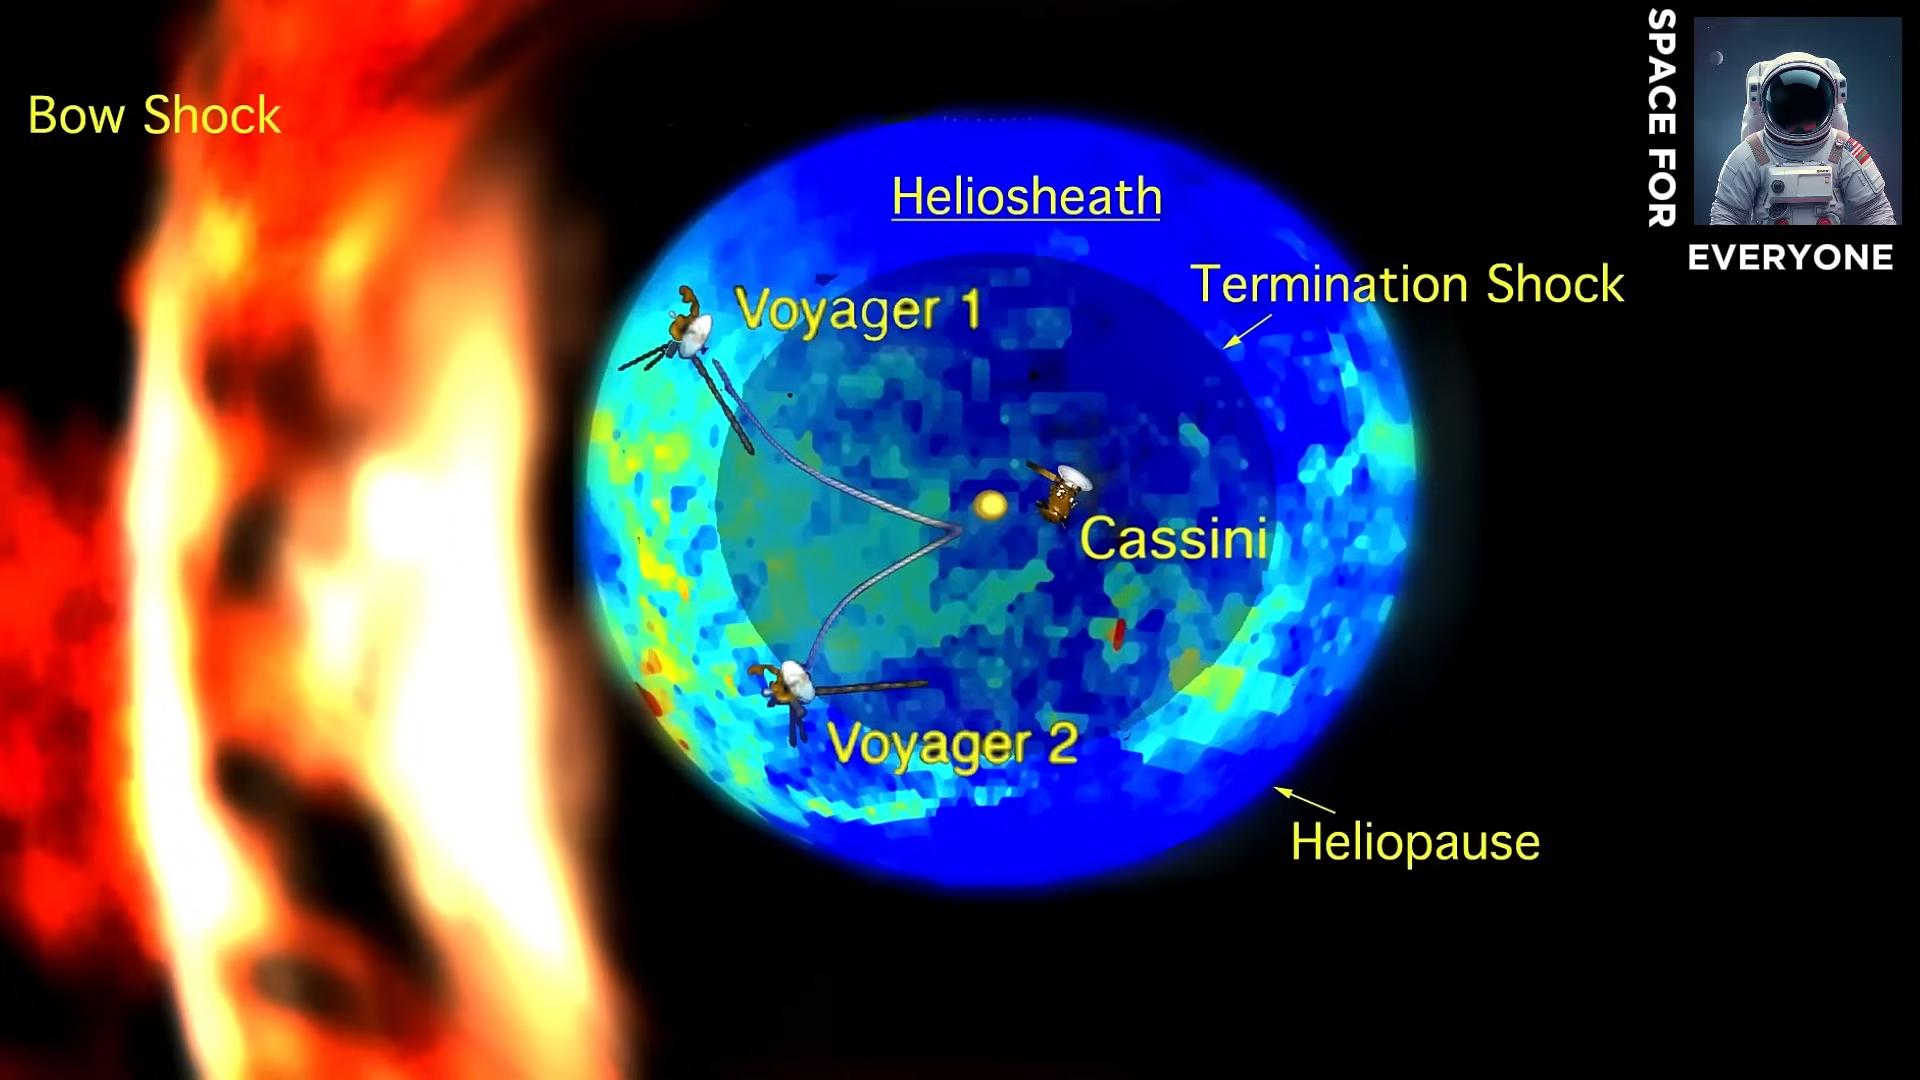 Bow Shock
Heliosheath
Termination Shock
Voyager 1
Cassini
Voyager 2
Heliopause
SPACE FOR
EVERYONE